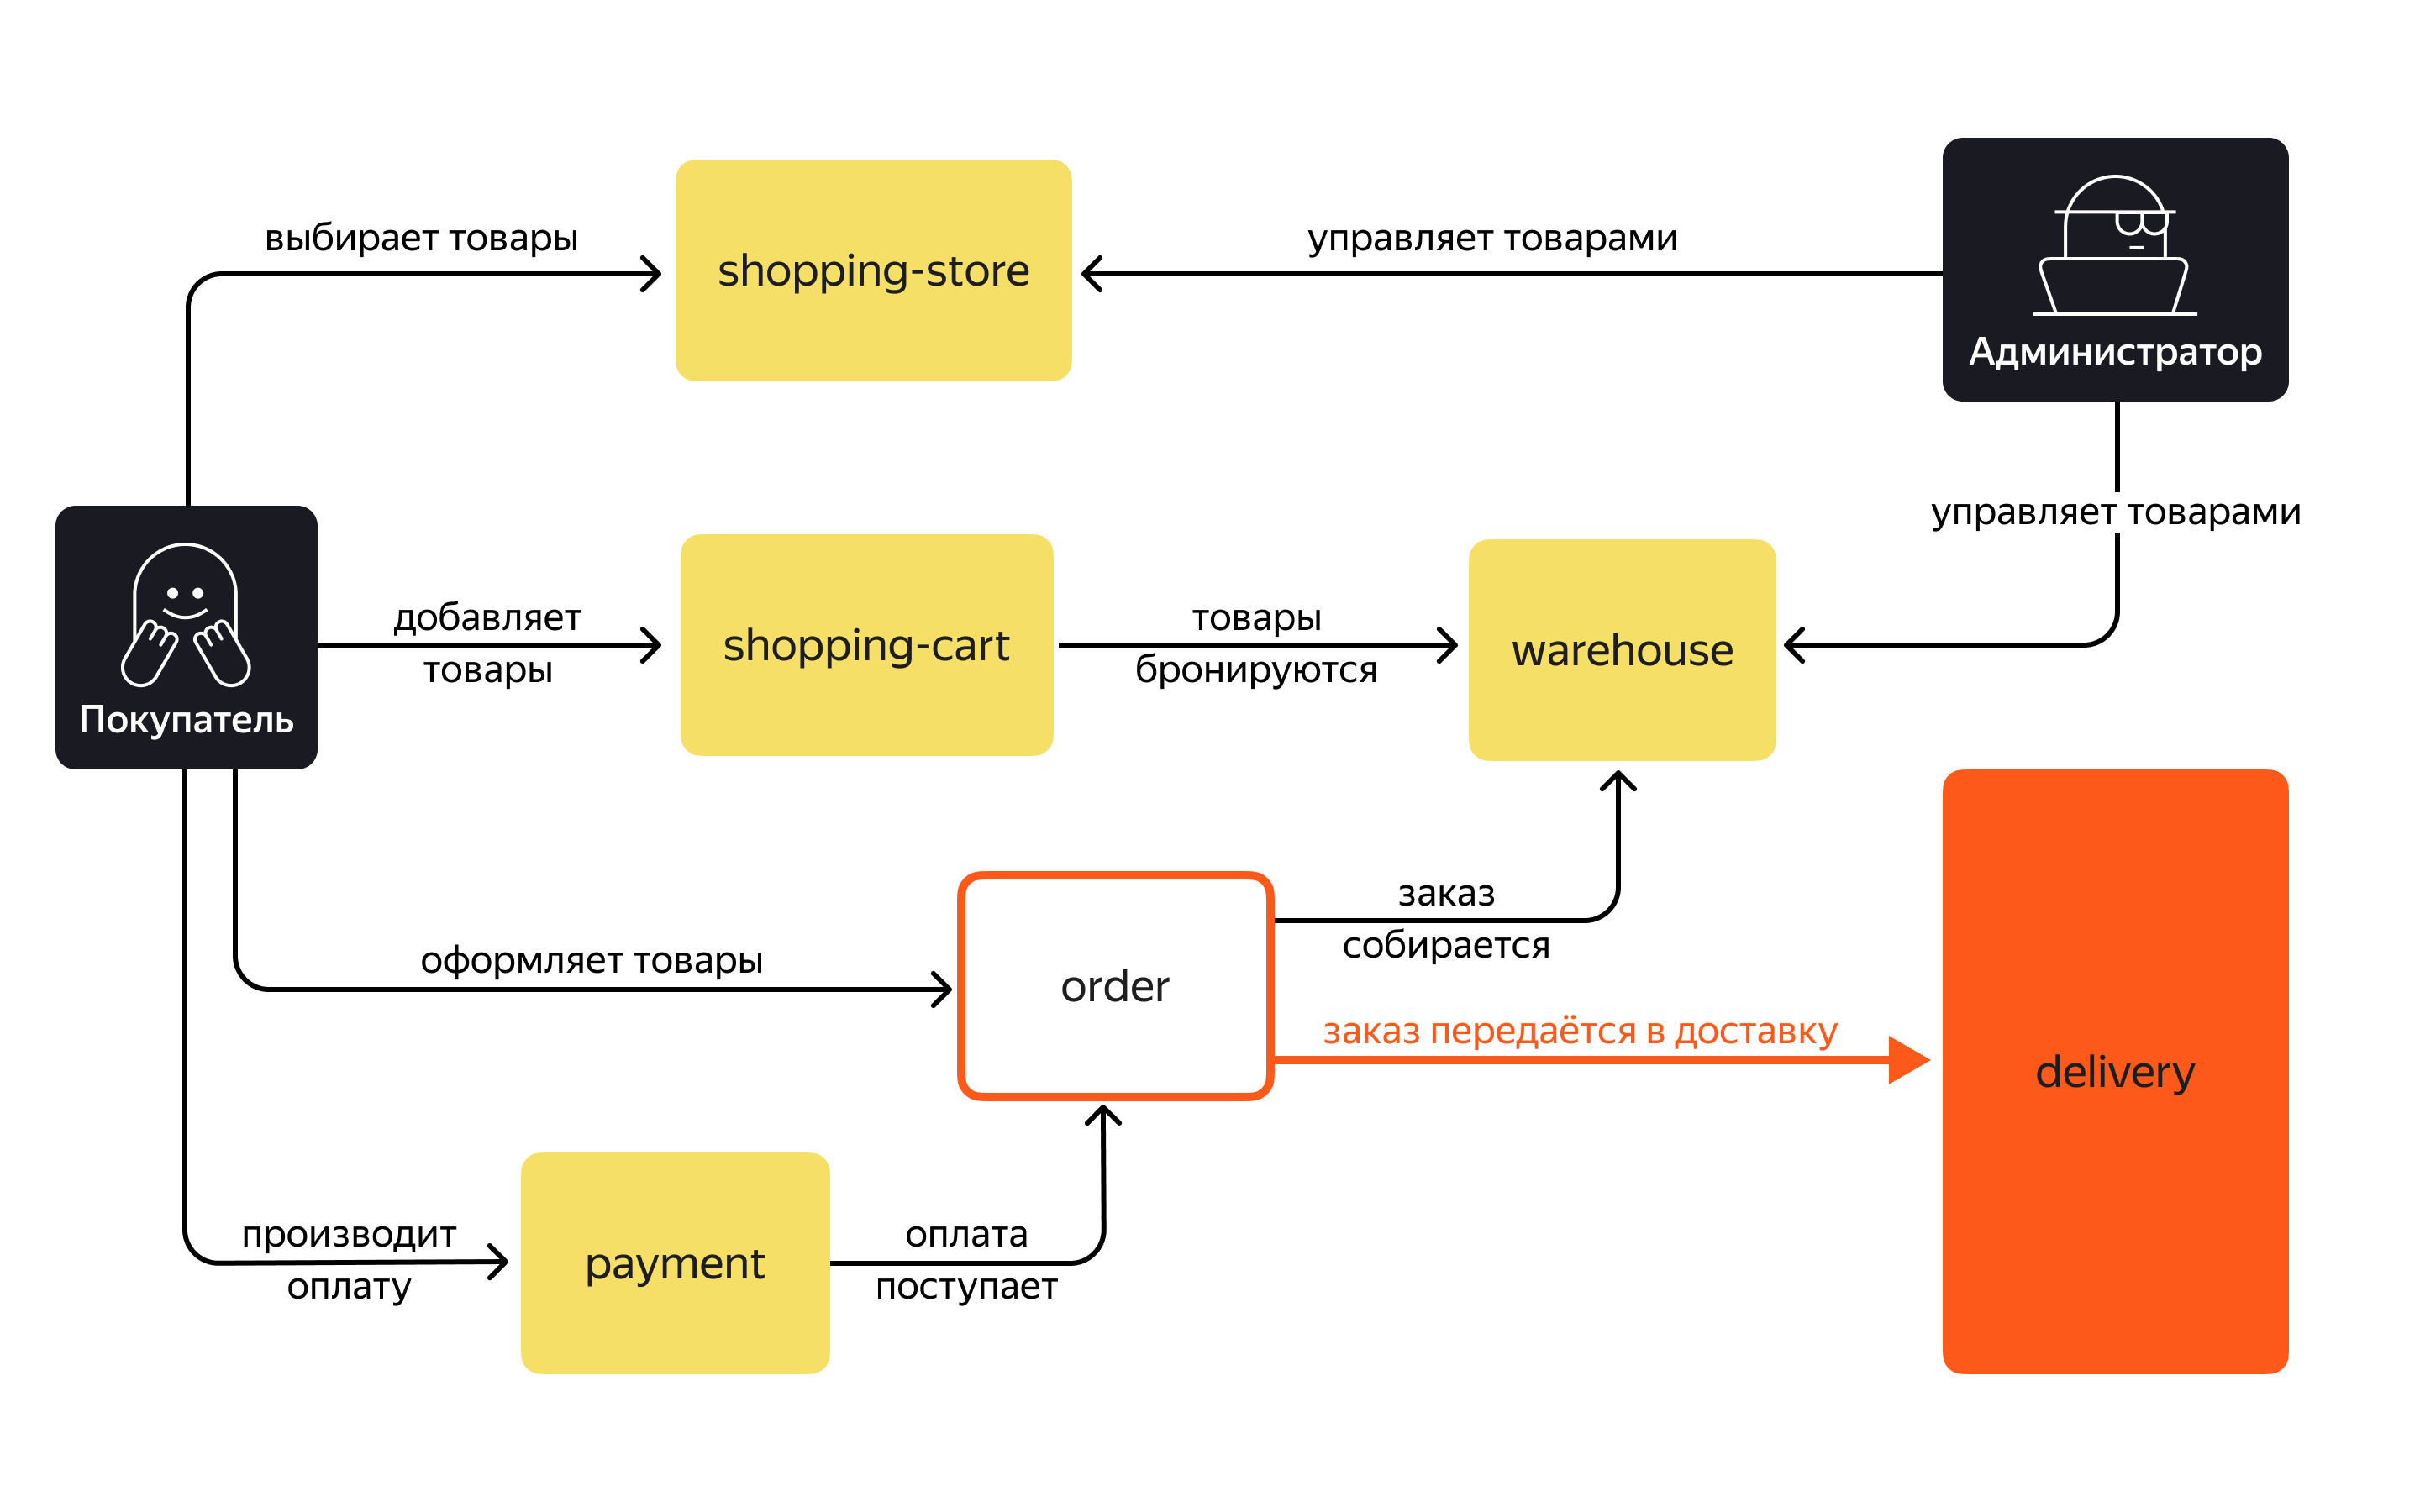 выбирает товары
shopping-store
управляет товарами
Администратор
управляет товарами
Покупатель
добавляет
товары
shopping-cart
товары
бронируются
warehouse
оформляет товары
order
заказ
собирается
заказ передаётся в доставку
delivery
производит
оплату
payment
оплата
поступает